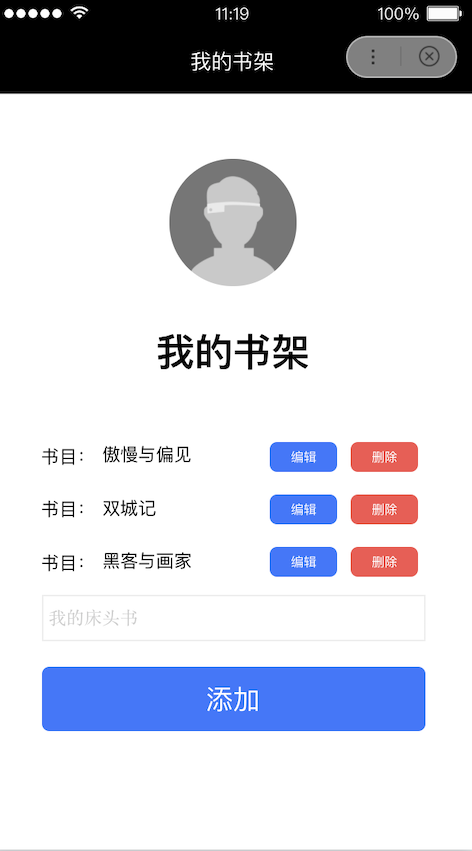 11:19
100%
我的书架
我的书架
书目： 傲慢与偏见 编辑 删除
书目： 双城记 编辑 删除
书目： 黑客与画家 编辑 删除
我的床头书
添加